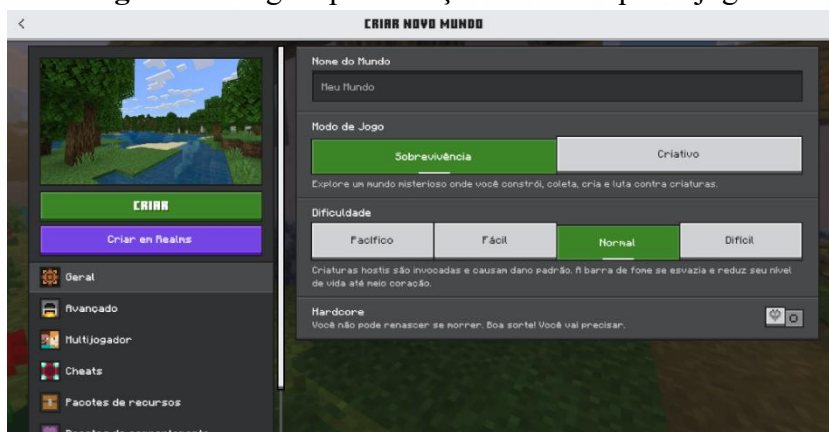 CRIAR NOVO MUNDO
Nome do Mundo
Meu Mundo
Modo de Jogo
Sobrevivência
Criativo
Explore um mundo misterioso onde você constrói, coleta, cria e luta contra criaturas.
CRIAR
Criar em Realms
Dificuldade
Pacífico
Fácil
Normal
Difícil
Criaturas hostis são invocadas e causam dano padrão. A barra de fome se esvazia e reduz seu nível
de vida até meio coração.
Hardcore
Você não pode renascer se morrer. Boa sorte! Você vai precisar.
Geral
Avançado
Multijogador
Cheats
Pacotes de recursos